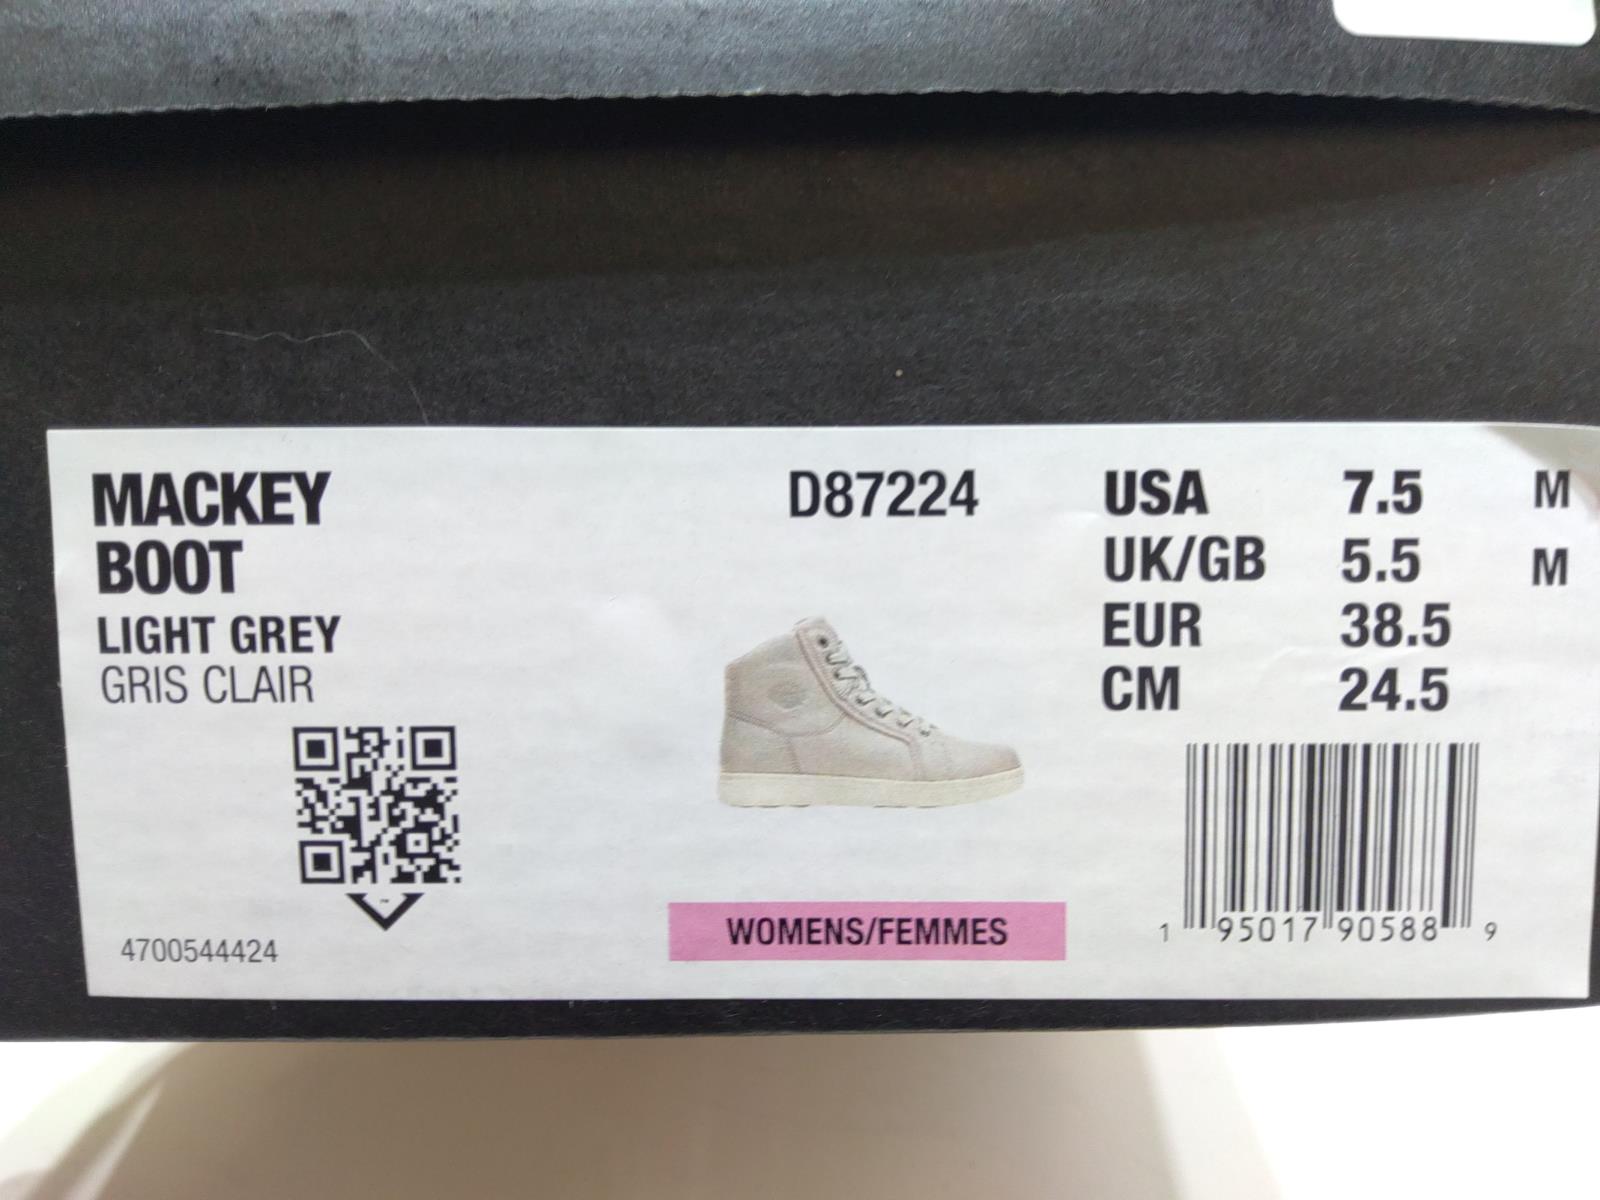 MACKEY
BOOT
LIGHT GREY
GRIS CLAIR
4700544424
D87224
WOMENS/FEMMES
USA 7.5 M
UK/GB 5.5 M
EUR 38.5
CM 24.5
1 95017 90588 9